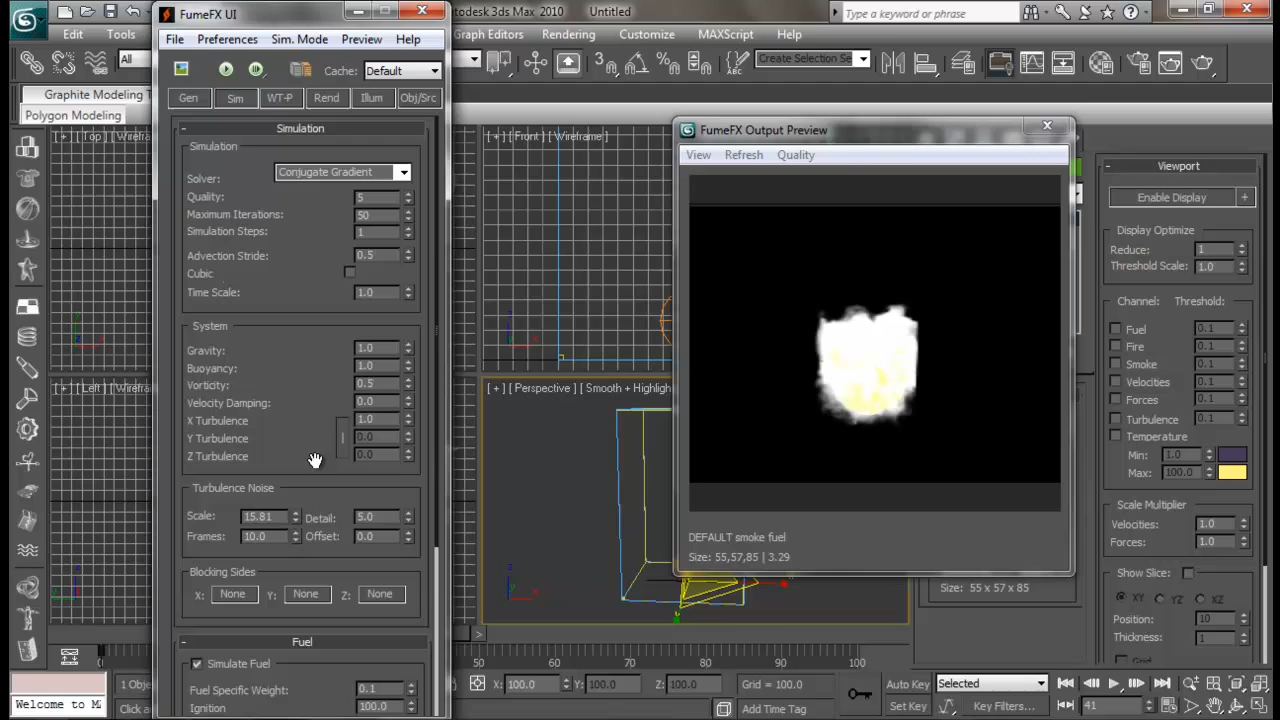 FumeFX UI
Autodesk 3ds Max 2010 Untitled
Type a keyword or phrase
File Preferences Sim. Mode Preview Help
Edit Tools Graph Editors Rendering Customize MAXScript Help
All Create Selection Se
Cache: Default
Graphite Modeling T
Polygon Modeling
Gen Sim WT-P Rend Illum Obj/Src
[ + ] [ Top ] [ Wirefram
[ + ] [ Front ] [ Wireframe ]
[ + ] [ Left ] [ Wirefram
[ + ] [ Perspective ] [ Smooth + Highligh
- Simulation
Simulation
Solver: Conjugate Gradient
Quality: 5
Maximum Iterations: 50
Simulation Steps: 1
Advection Stride: 0.5
Cubic
Time Scale: 1.0
System
Gravity: 1.0
Buoyancy: 1.0
Vorticity: 0.5
Velocity Damping: 0.0
X Turbulence 1.0
Y Turbulence 0.0
Z Turbulence 0.0
Turbulence Noise
Scale: 15.81 Detail: 5.0
Frames: 10.0 Offset: 0.0
Blocking Sides
X: None Y: None Z: None
- Fuel
Simulate Fuel
Fuel Specific Weight: 0.1
Ignition 100.0
FumeFX Output Preview
View Refresh Quality
DEFAULT smoke fuel
Size: 55,57,85 | 3.29
Size: 55 x 57 x 85
- Viewport
Enable Display +
Display Optimize
Reduce: 1
Threshold Scale: 1.0
Channel: Threshold:
Fuel 0.1
Fire 0.1
Smoke 0.1
Velocities 0.1
Forces 0.1
Turbulence 0.1
Temperature
Min: 1.0
Max: 100.0
Scale Multiplier
Velocities: 1.0
Forces: 1.0
Show Slice:
XY YZ XZ
Position: 10
Thickness: 1
0 50 60 70 80 90 100
1 Obje X: 100.0 Y: 100.0 Z: 100.0 Grid = 100.0 Auto Key Selected
Welcome to MA Click a Add Time Tag Set Key Key Filters... 41